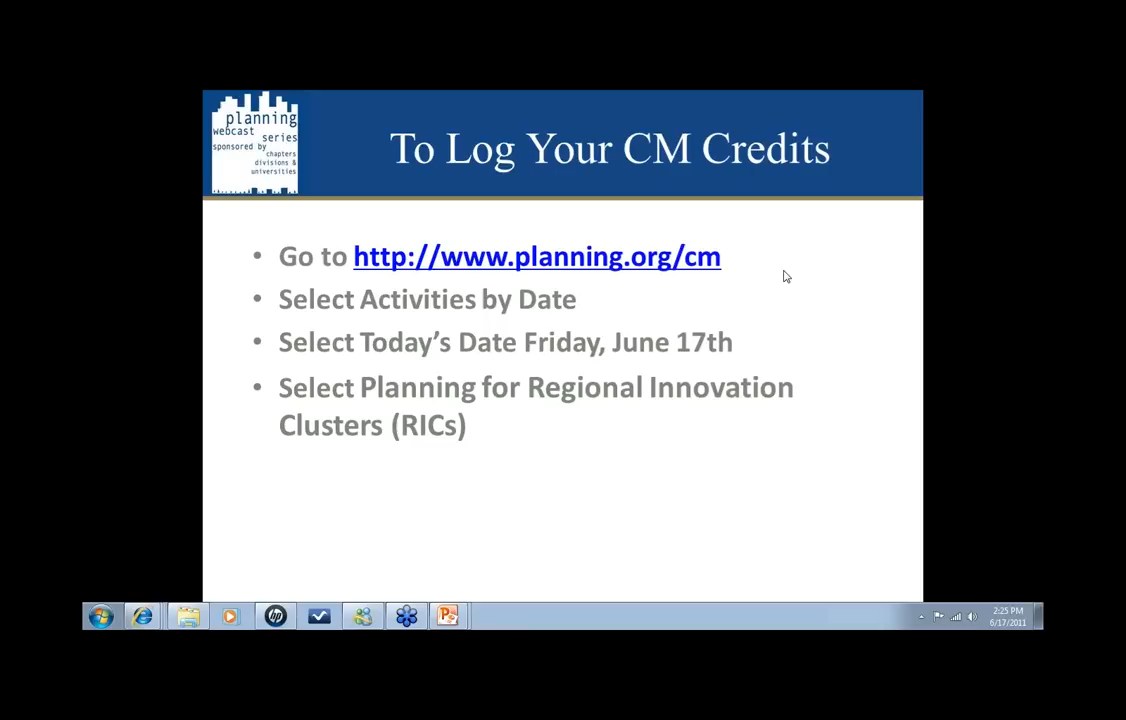 planning
webcast series
sponsored by
chapters
divisions &
universities
To Log Your CM Credits
• Go to http://www.planning.org/cm
• Select Activities by Date
• Select Today’s Date Friday, June 17th
• Select Planning for Regional Innovation
Clusters (RICs)
hp
2:25 PM
6/17/2011